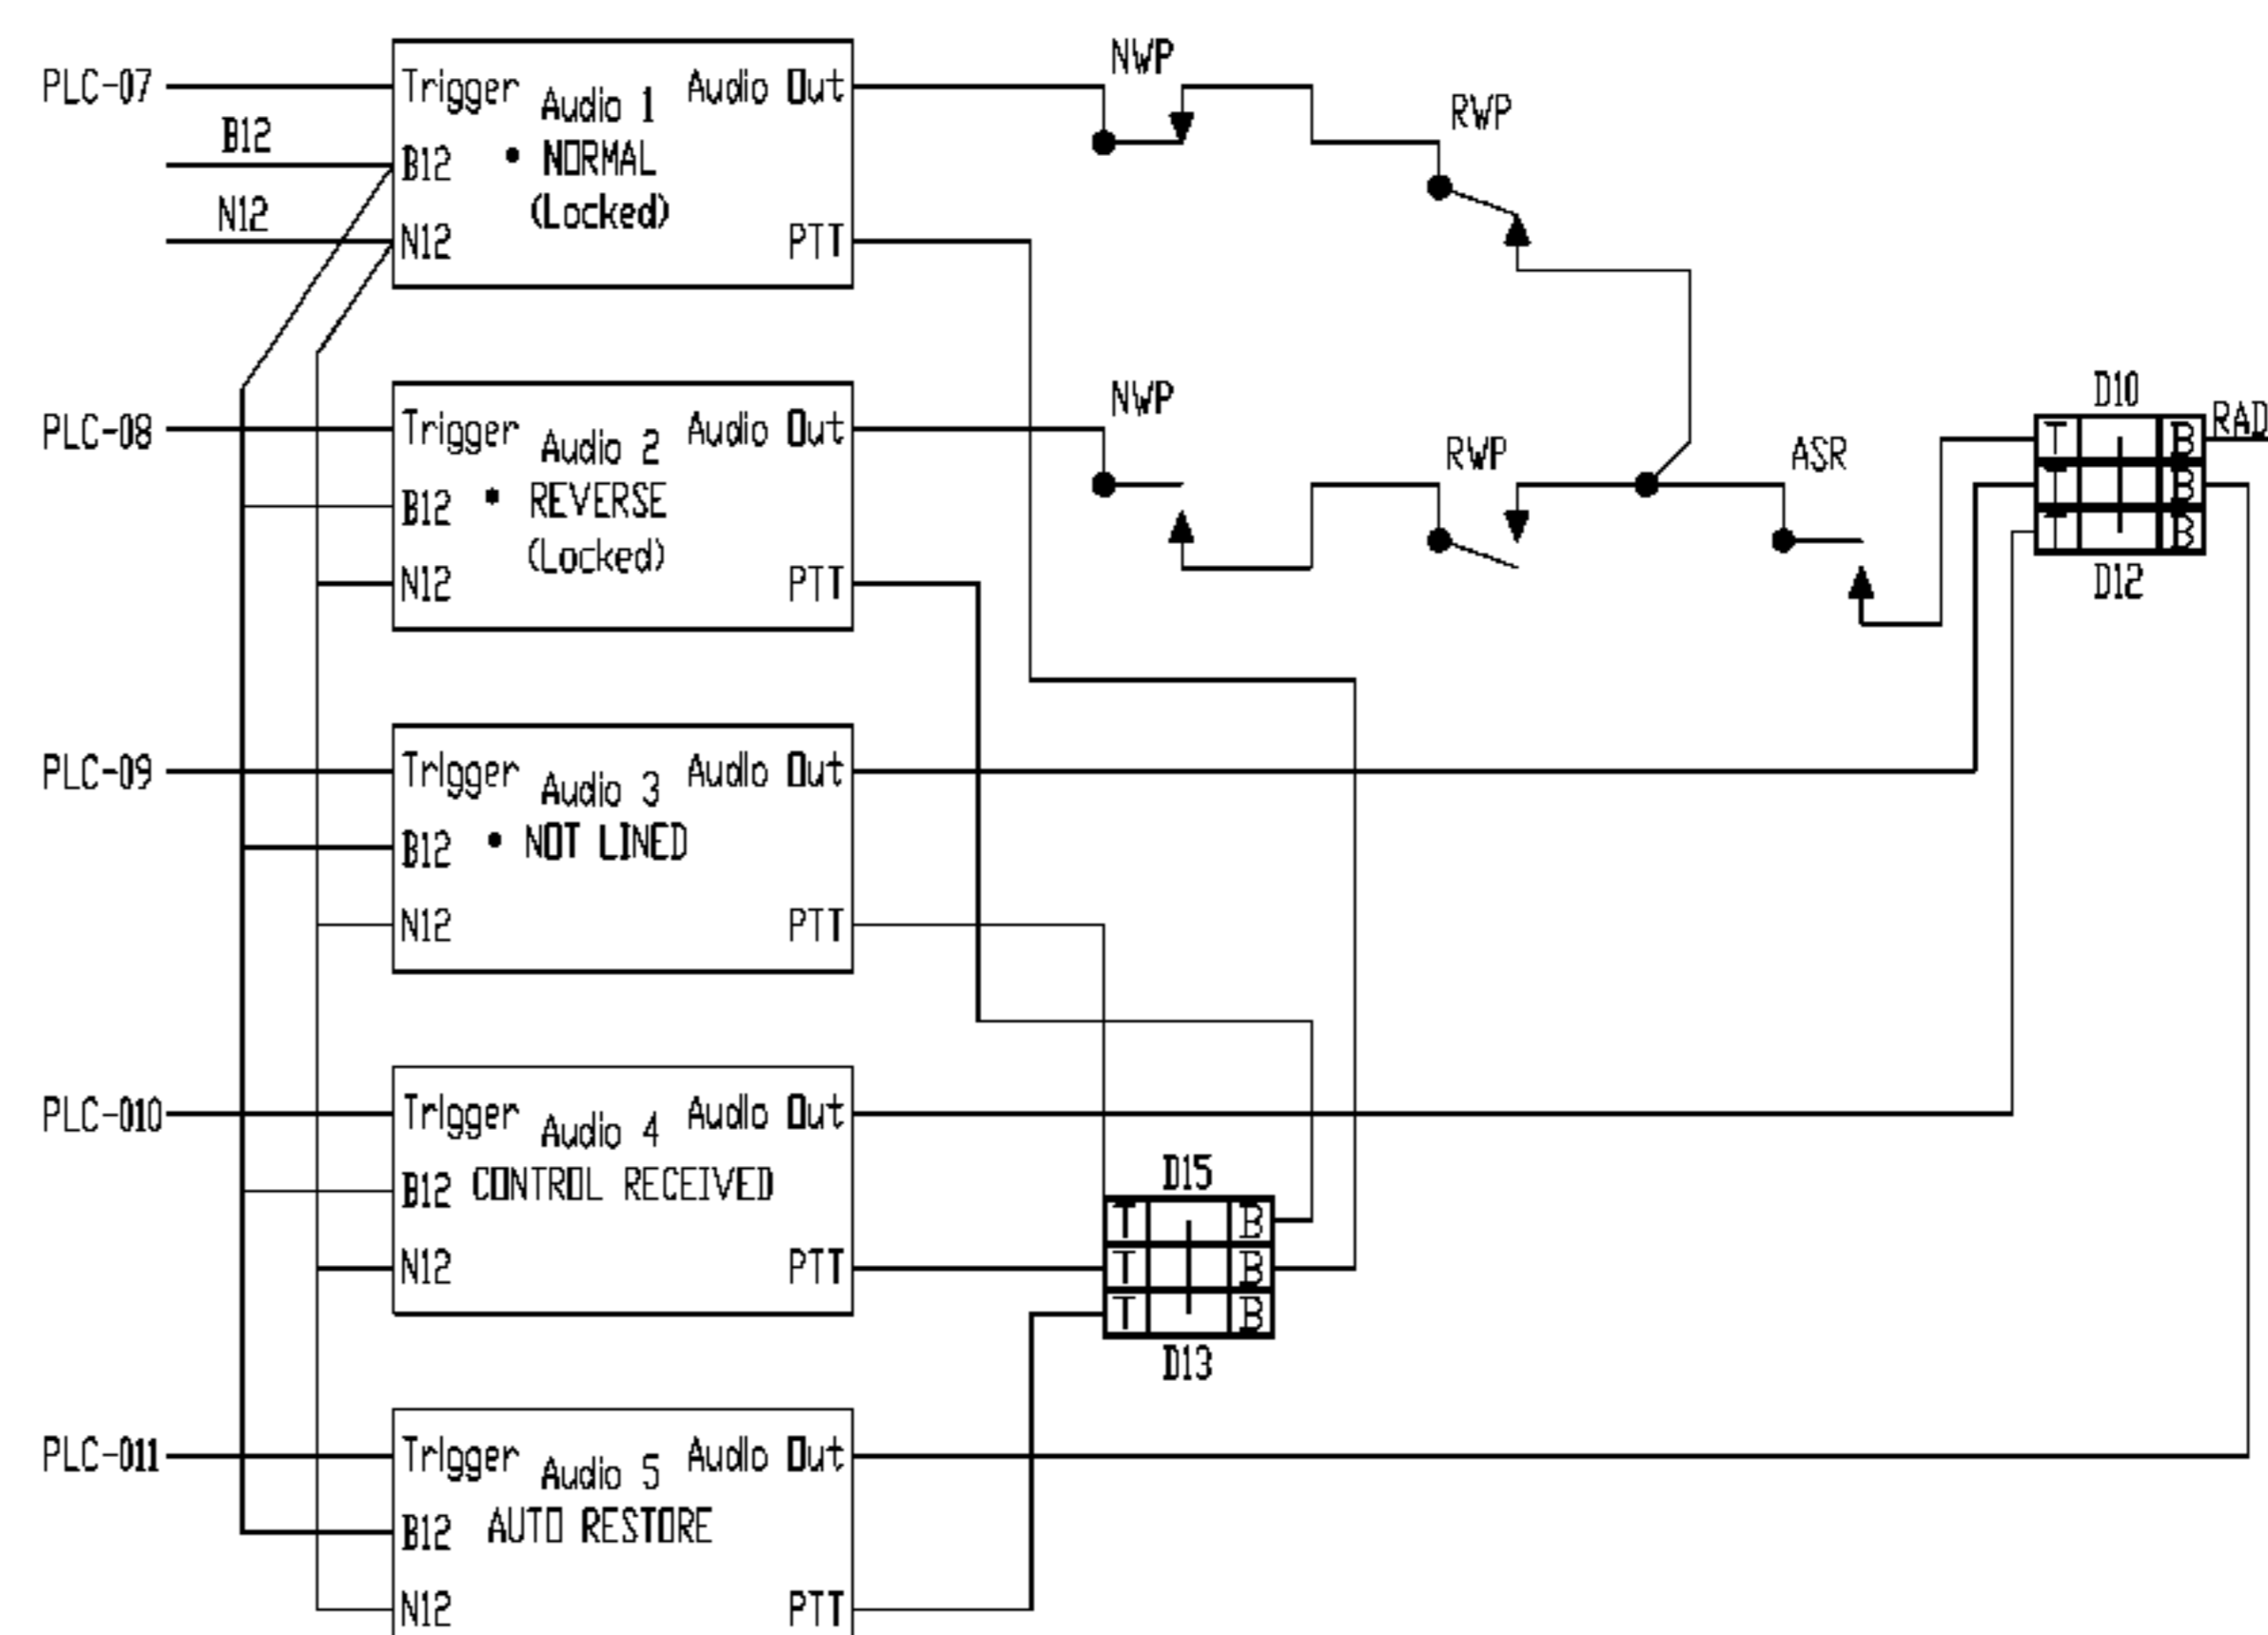 PLC-07
B12
N12
Trigger
Audio 1
Audio Out
B12
• NORMAL
(Locked)
N12
PTT
NWP
RWP
PLC-08
Trigger
Audio 2
Audio Out
B12
• REVERSE
(Locked)
N12
PTT
NWP
RWP
ASR
D10
T B
T B
T B
RAD
D12
PLC-09
Trigger
Audio 3
Audio Out
B12
• NOT LINED
N12
PTT
PLC-010
Trigger
Audio 4
Audio Out
B12
CONTROL RECEIVED
N12
PTT
D15
T B
T B
T B
D13
PLC-011
Trigger
Audio 5
Audio Out
B12
AUTO RESTORE
N12
PTT